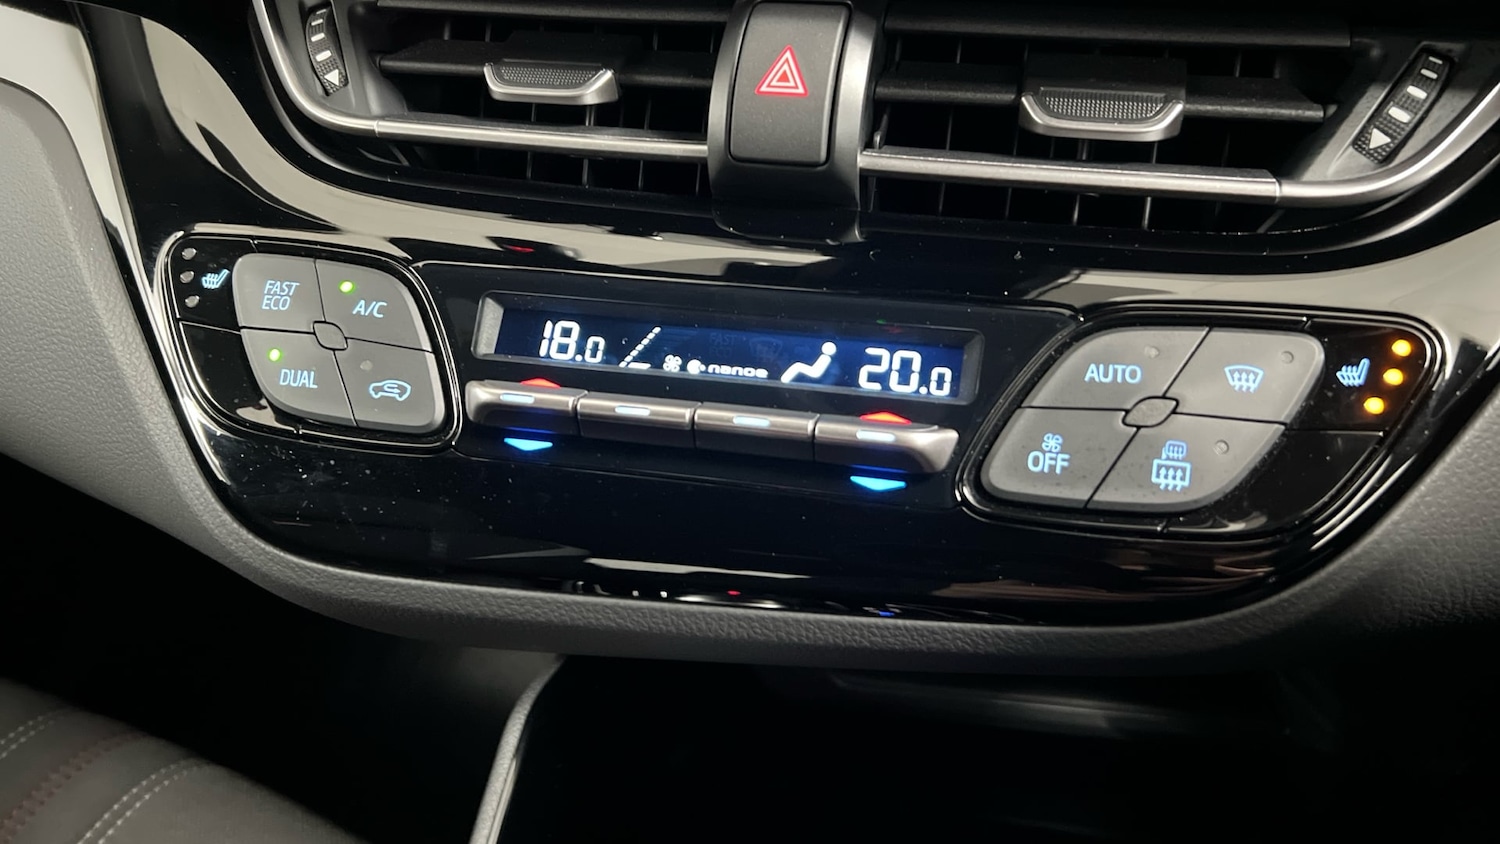 FAST
ECO
A/C
DUAL
18.0
nanoe
20.0
AUTO
OFF